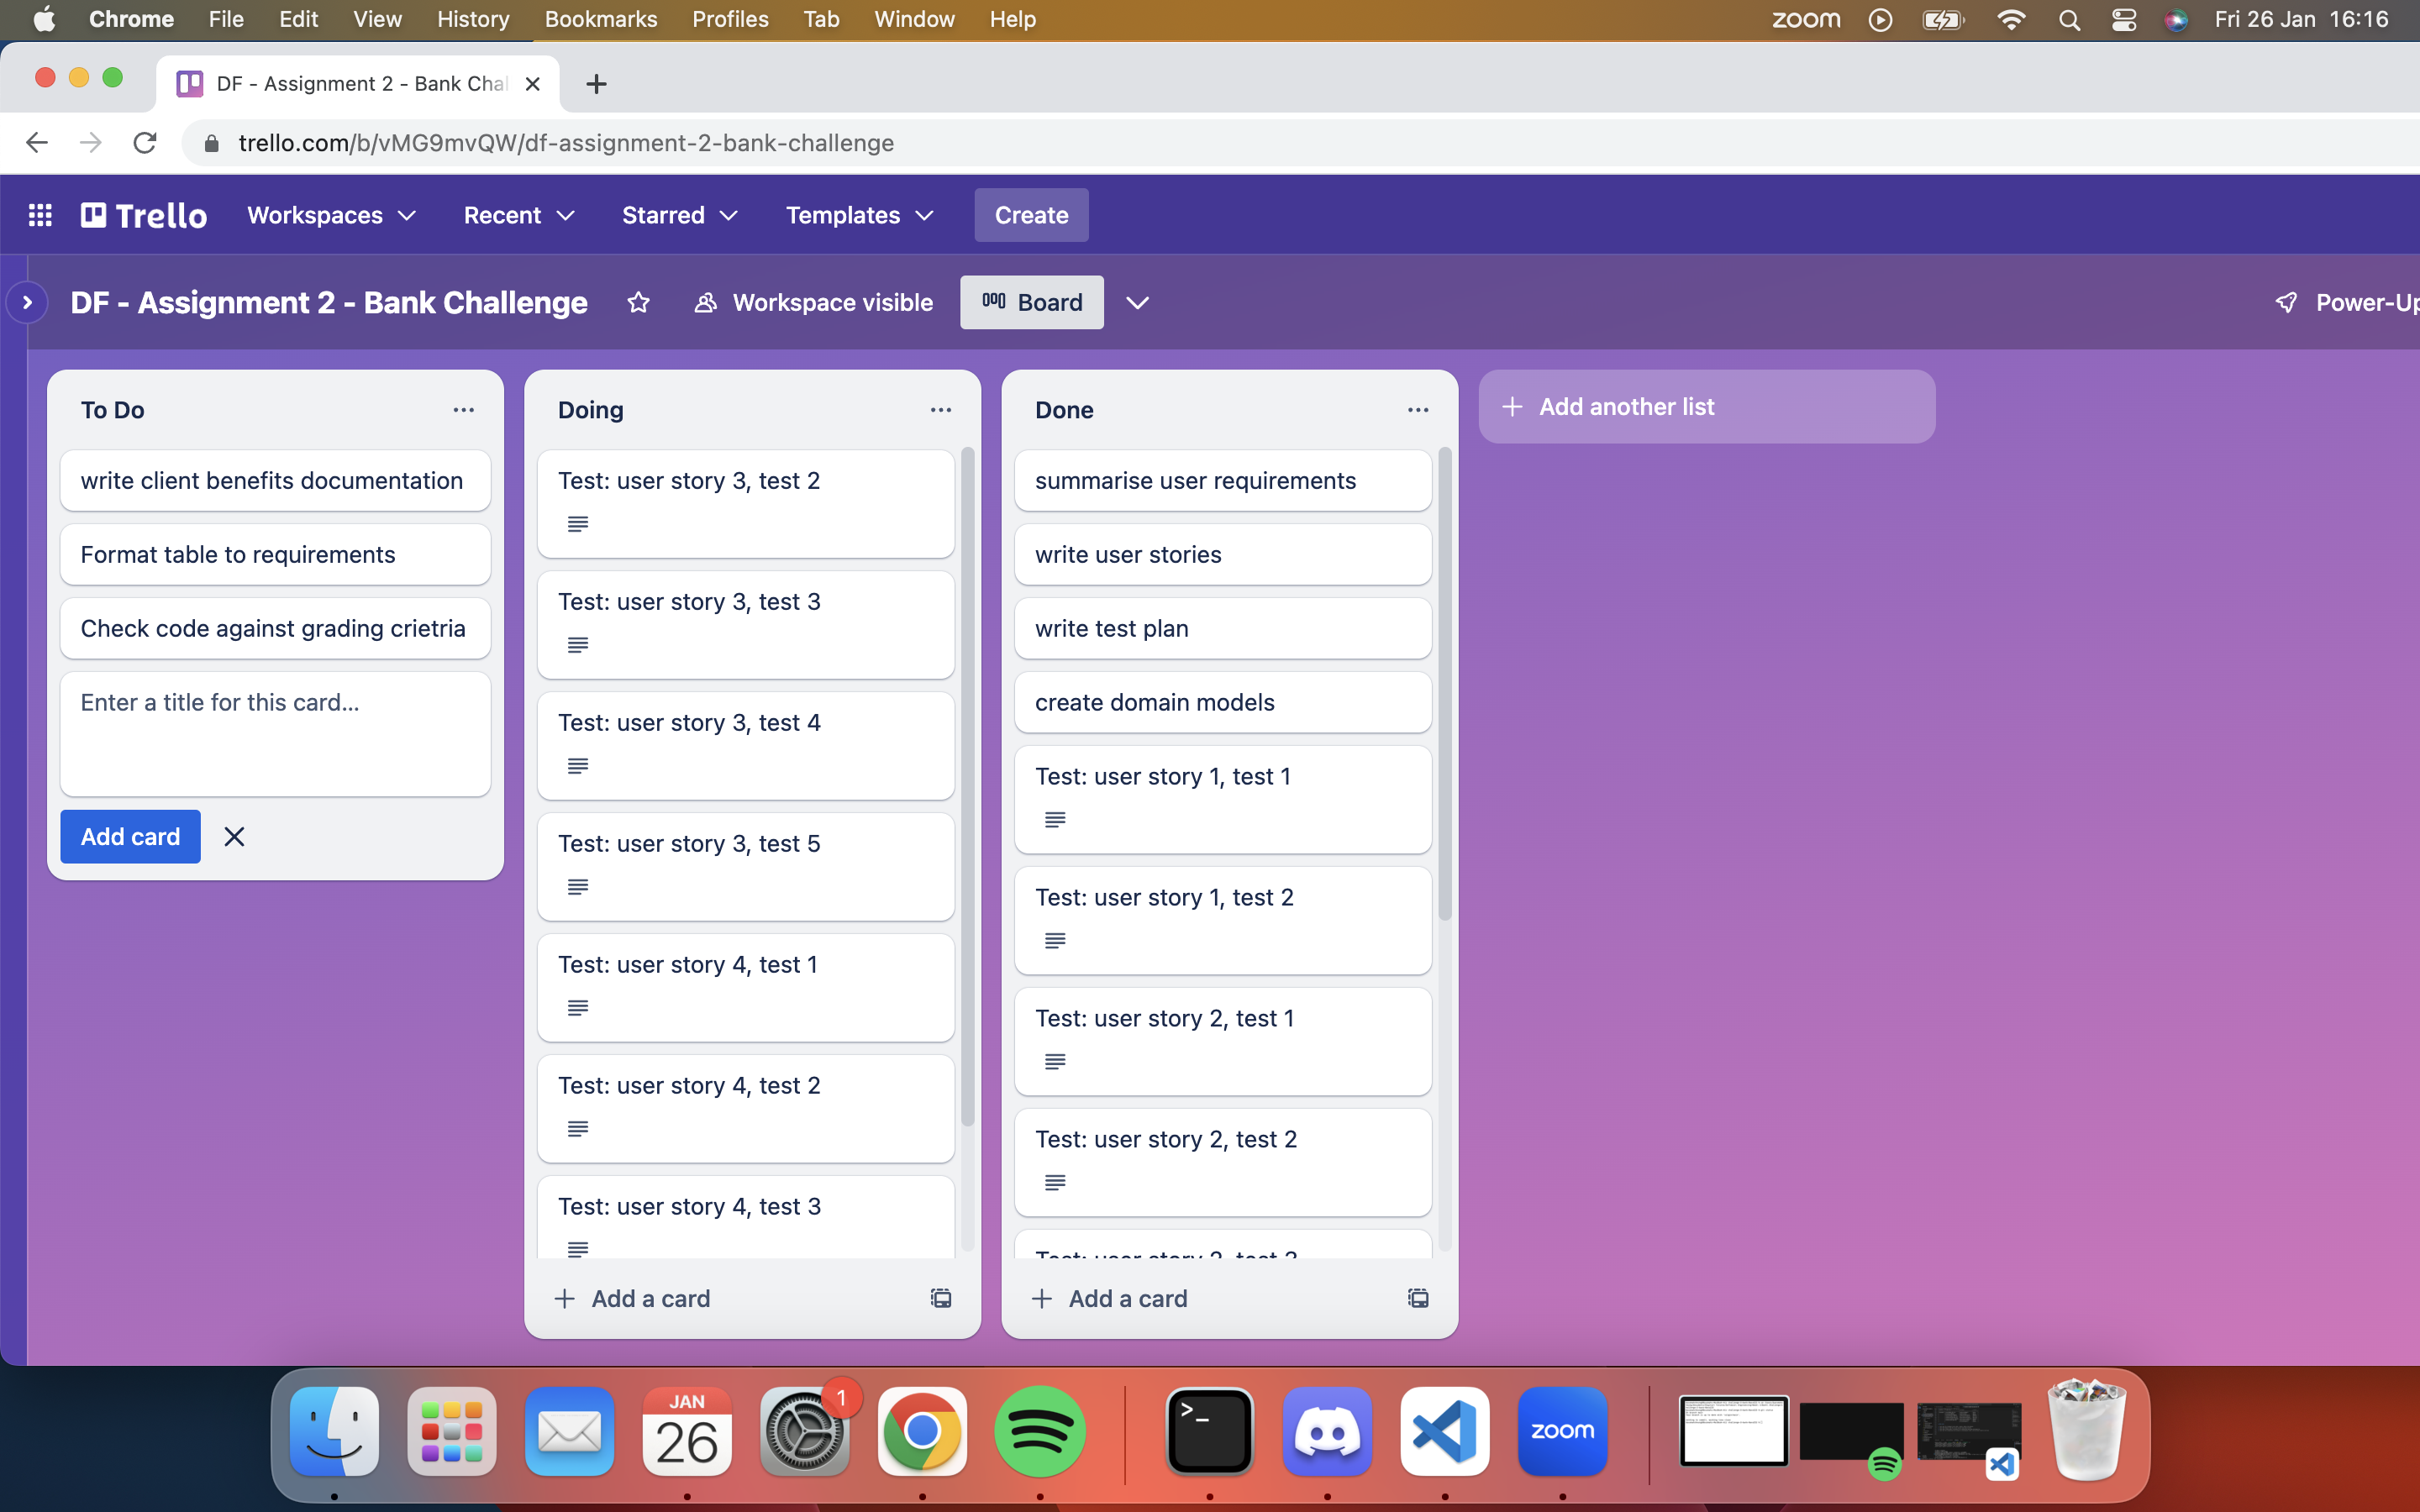 Chrome File Edit View History Bookmarks Profiles Tab Window Help zoom Fri 26 Jan 16:16
DF - Assignment 2 - Bank Chal
trello.com/b/vMG9mvQW/df-assignment-2-bank-challenge
Trello Workspaces Recent Starred Templates Create
DF - Assignment 2 - Bank Challenge Workspace visible Board Power-Up
To Do
write client benefits documentation
Format table to requirements
Check code against grading crietria
Enter a title for this card...
Add card
Doing
Test: user story 3, test 2
Test: user story 3, test 3
Test: user story 3, test 4
Test: user story 3, test 5
Test: user story 4, test 1
Test: user story 4, test 2
Test: user story 4, test 3
Add a card
Done
summarise user requirements
write user stories
write test plan
create domain models
Test: user story 1, test 1
Test: user story 1, test 2
Test: user story 2, test 1
Test: user story 2, test 2
Add a card
Add another list
JAN
26
1
>_
zoom